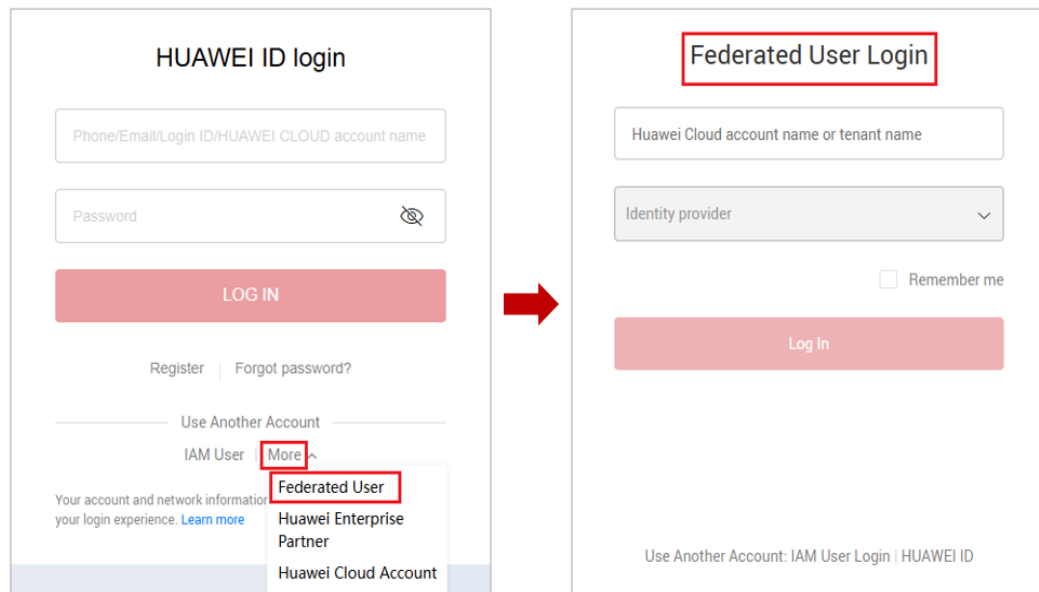 HUAWEI ID login
Phone/Email/Login ID/HUAWEI CLOUD account name
Password
LOG IN
Register | Forgot password?
Use Another Account
IAM User | More
Federated User
Huawei Enterprise
Partner
Huawei Cloud Account
Your account and network information
your login experience. Learn more
Federated User Login
Huawei Cloud account name or tenant name
Identity provider
Remember me
Log In
Use Another Account: IAM User Login | HUAWEI ID